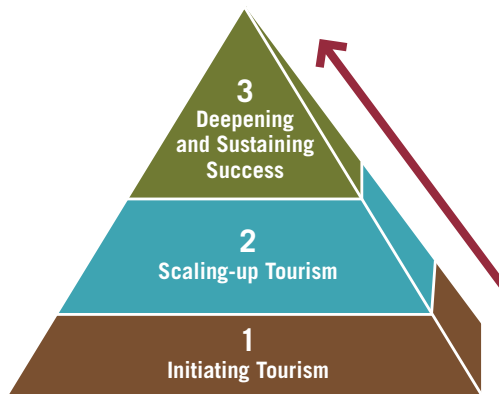 3
Deepening
and Sustaining
Success
2
Scaling-up Tourism
1
Initiating Tourism